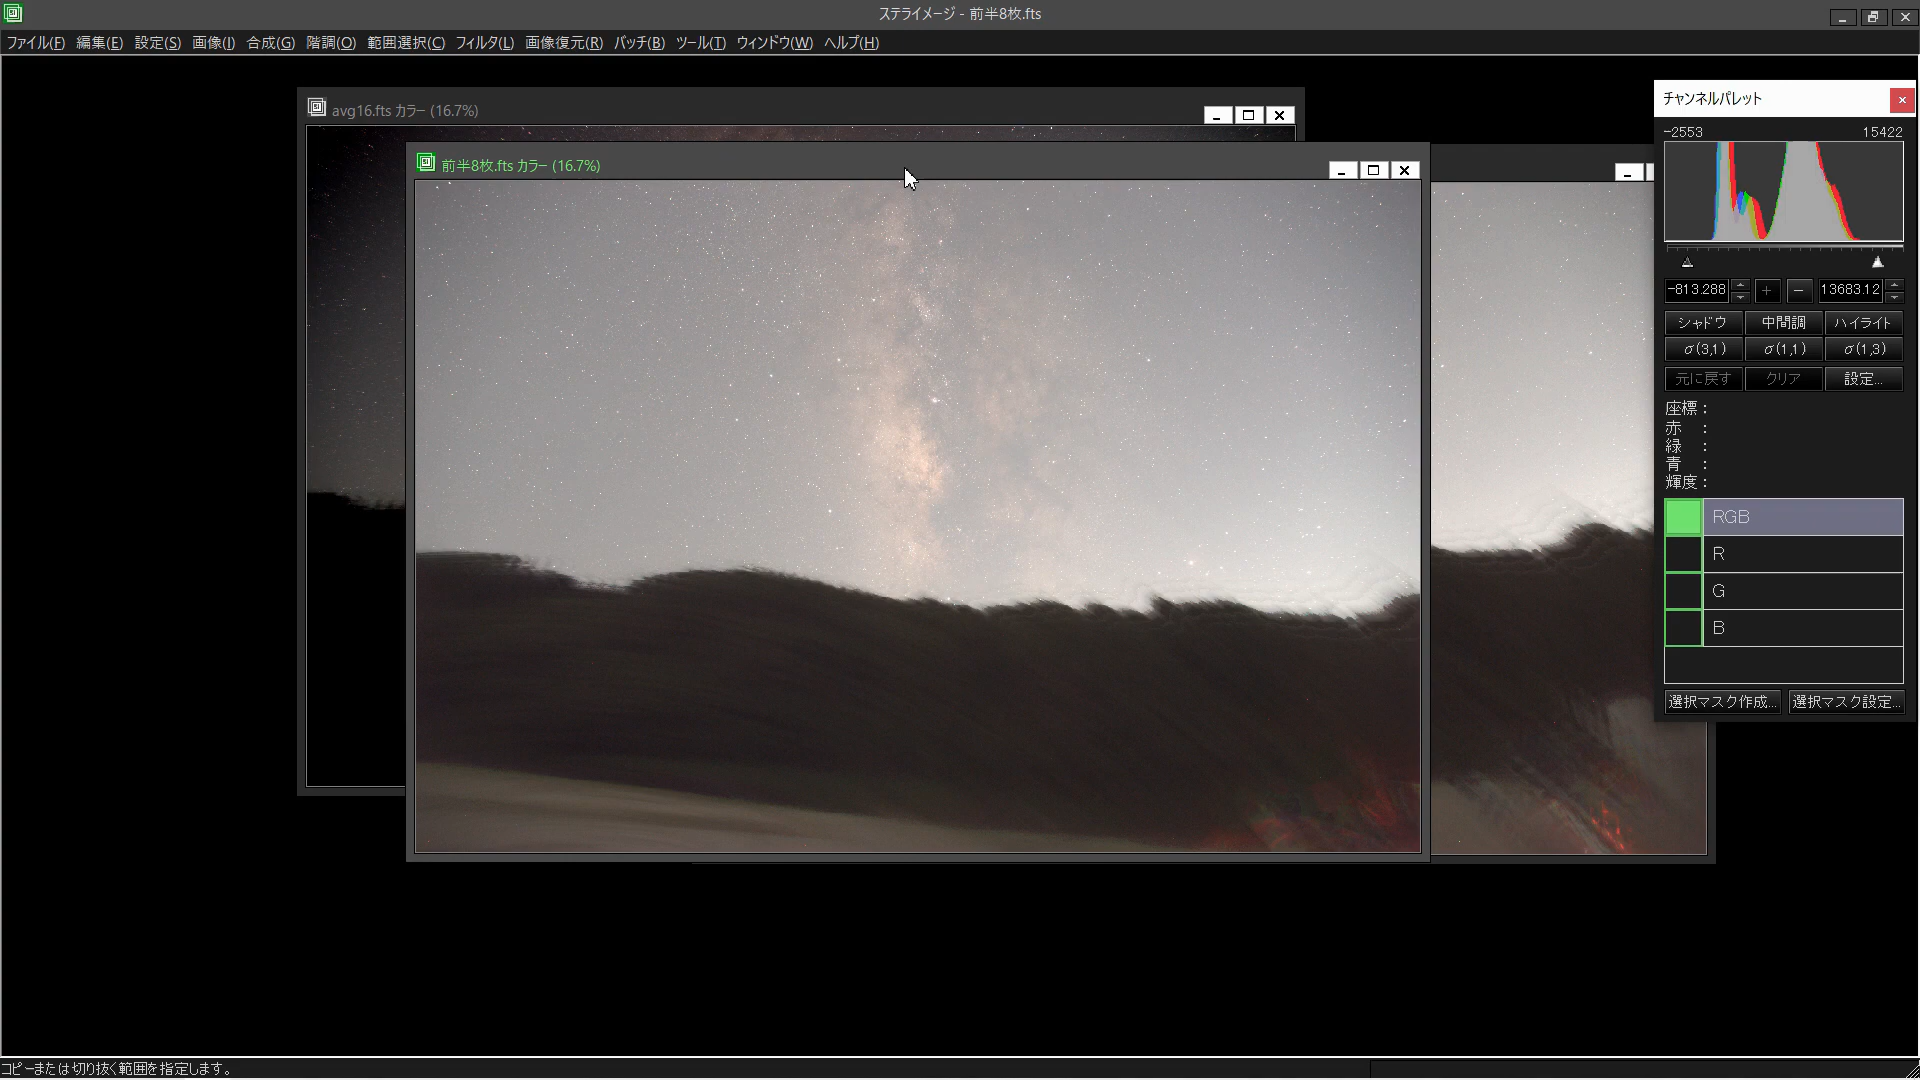 ステライメージ - 前半8枚.fts
ファイル(F) 編集(E) 設定(S) 画像(I) 合成(G) 階調(O) 範囲選択(C) フィルタ(L) 画像復元(R) バッチ(B) ツール(T) ウィンドウ(W) ヘルプ(H)
avg16.fts カラー (16.7%)
前半8枚.fts カラー (16.7%)
チャンネルパレット
-2553 15422
-813.288 + - 13683.12
シャドウ 中間調 ハイライト
σ(3,1) σ(1,1) σ(1,3)
元に戻す クリア 設定...
座標 :
赤 :
緑 :
青 :
輝度 :
RGB
R
G
B
選択マスク作成... 選択マスク設定...
コピーまたは切り抜く範囲を指定します。